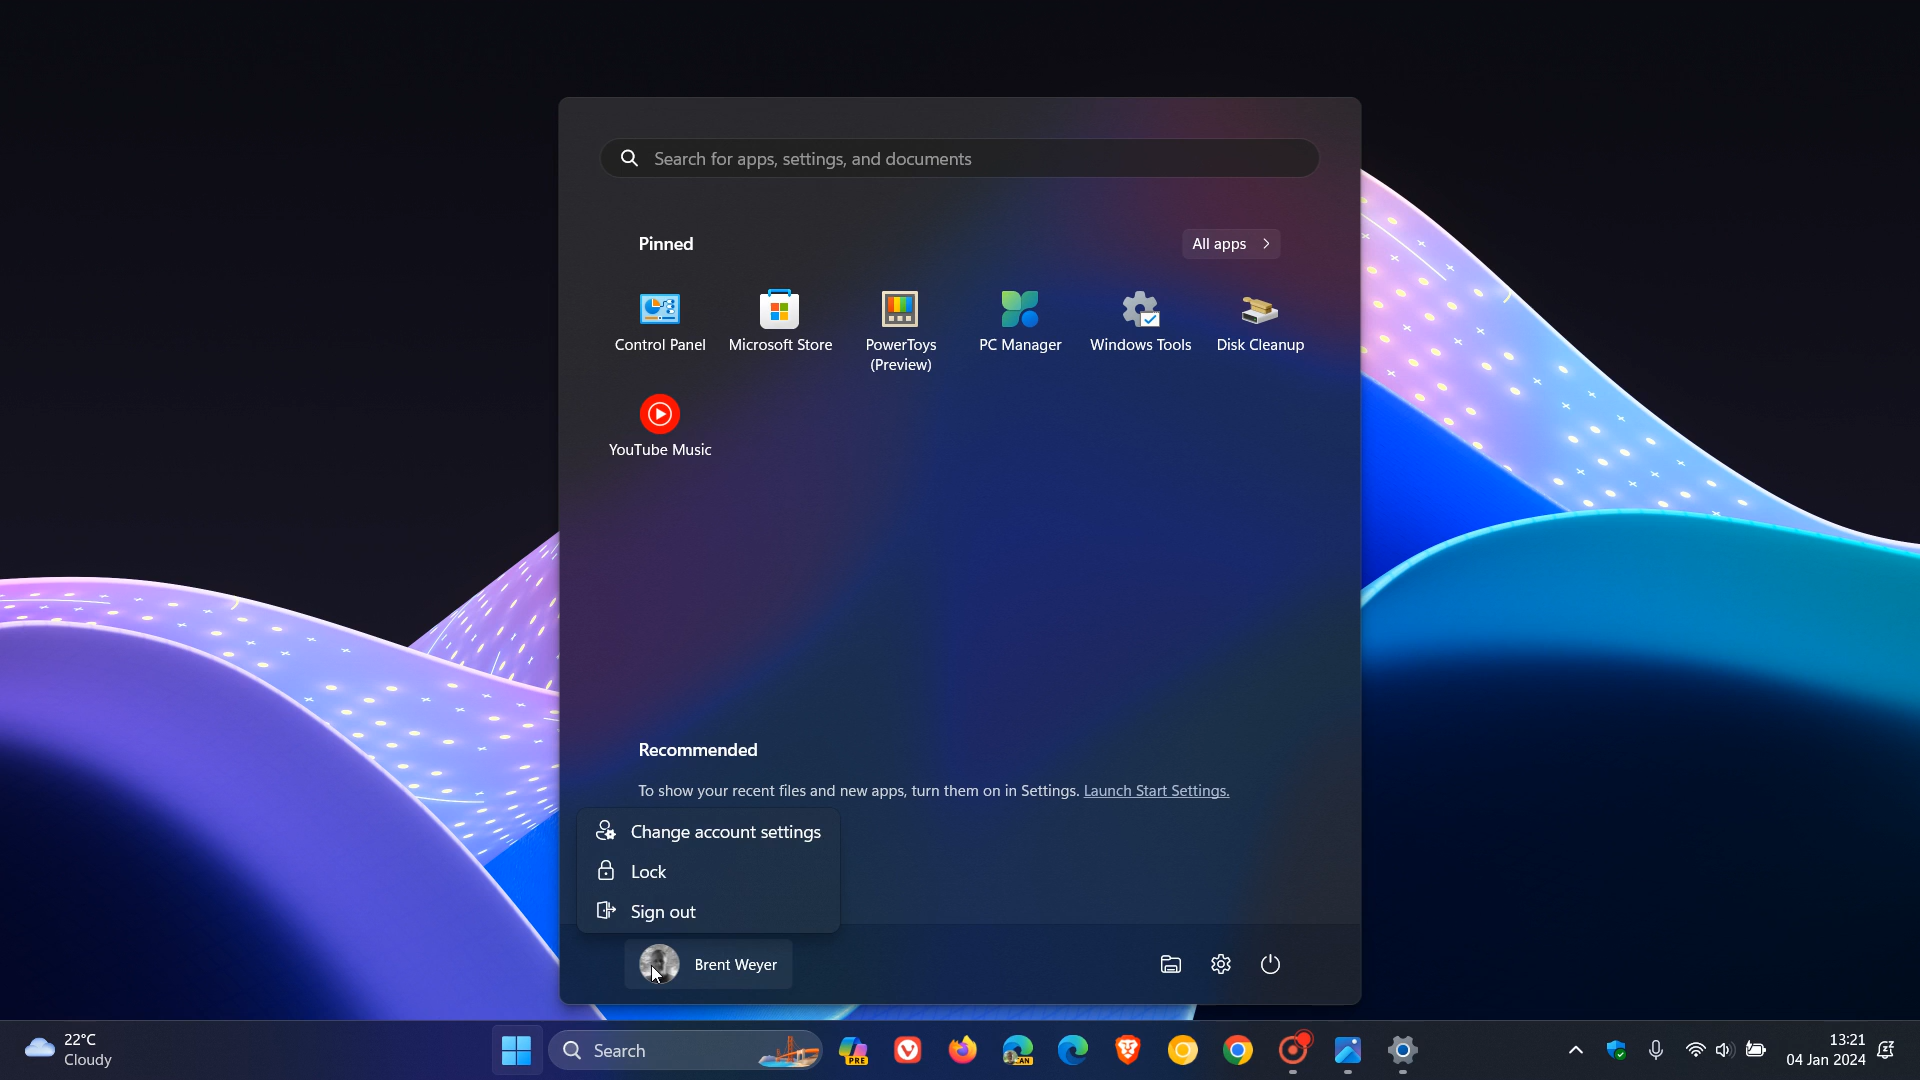 Search for apps, settings, and documents
Pinned
All apps
Control Panel
Microsoft Store
PowerToys
(Preview)
PC Manager
Windows Tools
Disk Cleanup
YouTube Music
Recommended
To show your recent files and new apps, turn them on in Settings. Launch Start Settings.
Change account settings
Lock
Sign out
Brent Weyer
22°C
Cloudy
Search
PRE
CAN
13:21
04 Jan 2024